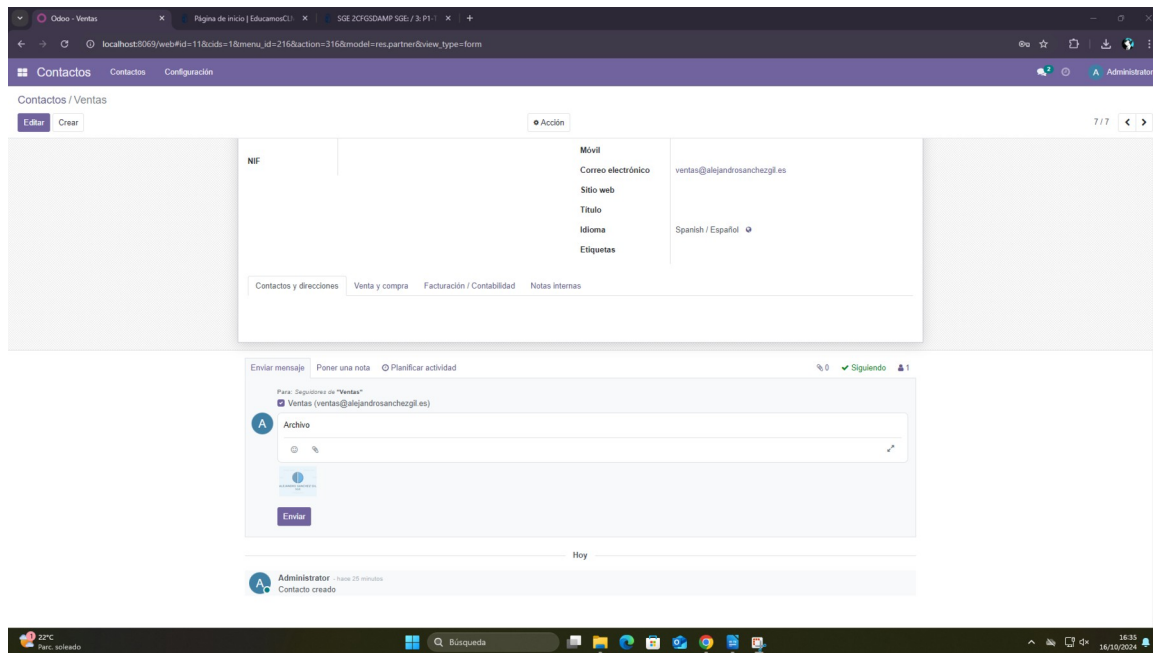 Odoo - Ventas
Página de inicio | EducamosCL
SGE 2CFGSDAMP SGE: / 3: P1-
localhost:8069/web#id=11&cids=1&menu_id=216&action=316&model=res.partner&view_type=form
Contactos Contactos Configuración
2 A Administrator
Contactos / Ventas
Editar Crear Acción 7 / 7
NIF
Móvil
Correo electrónico ventas@alejandrosanchezgil.es
Sitio web
Título
Idioma Spanish / Español
Etiquetas
Contactos y direcciones Venta y compra Facturación / Contabilidad Notas internas
Enviar mensaje Poner una nota Planificar actividad 0 Siguiendo 1
Para: Seguidores de "Ventas"
Ventas (ventas@alejandrosanchezgil.es)
A Archivo
Enviar
Hoy
A Administrator - hace 25 minutos
Contacto creado
1 22°C
Parc. soleado
Búsqueda
16:35
16/10/2024